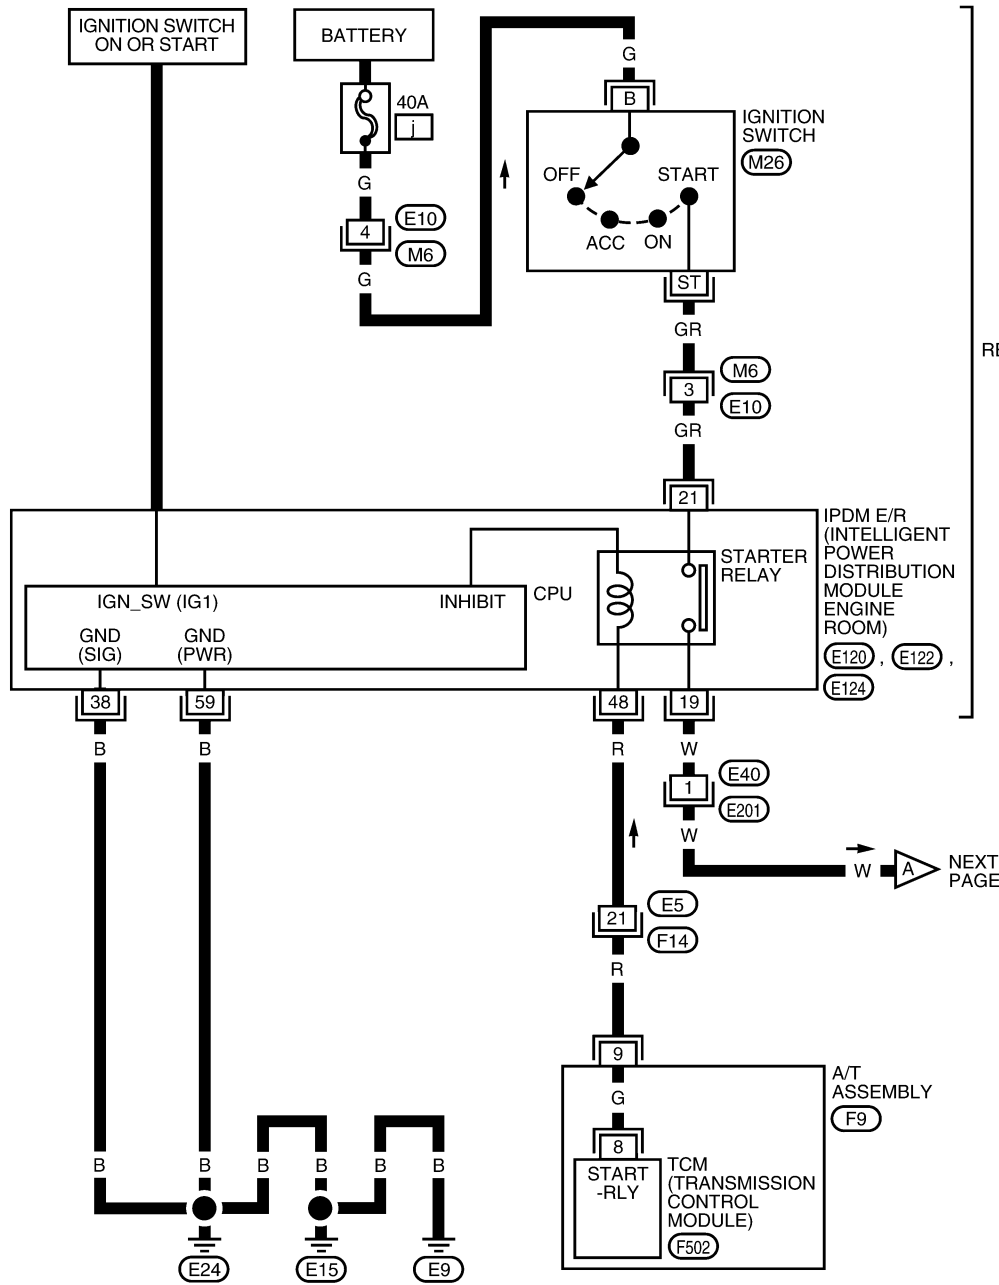 IGNITION SWITCH
ON OR START
BATTERY
40A
j
G
4
E10
M6
G
G
B
IGNITION
SWITCH
M26
OFF
START
ACC
ON
ST
GR
3
M6
E10
GR
21
RE
IPDM E/R
(INTELLIGENT
POWER
DISTRIBUTION
MODULE
ENGINE
ROOM)
E120 , E122 ,
E124
STARTER
RELAY
CPU
IGN_SW (IG1)
INHIBIT
GND
(SIG)
GND
(PWR)
38
59
48
19
B
B
R
W
1
E40
E201
W
W
A
NEXT
PAGE
21
E5
F14
R
9
A/T
ASSEMBLY
F9
G
8
START
-RLY
TCM
(TRANSMISSION
CONTROL
MODULE)
F502
B
B
B
B
B
B
E24
E15
E9